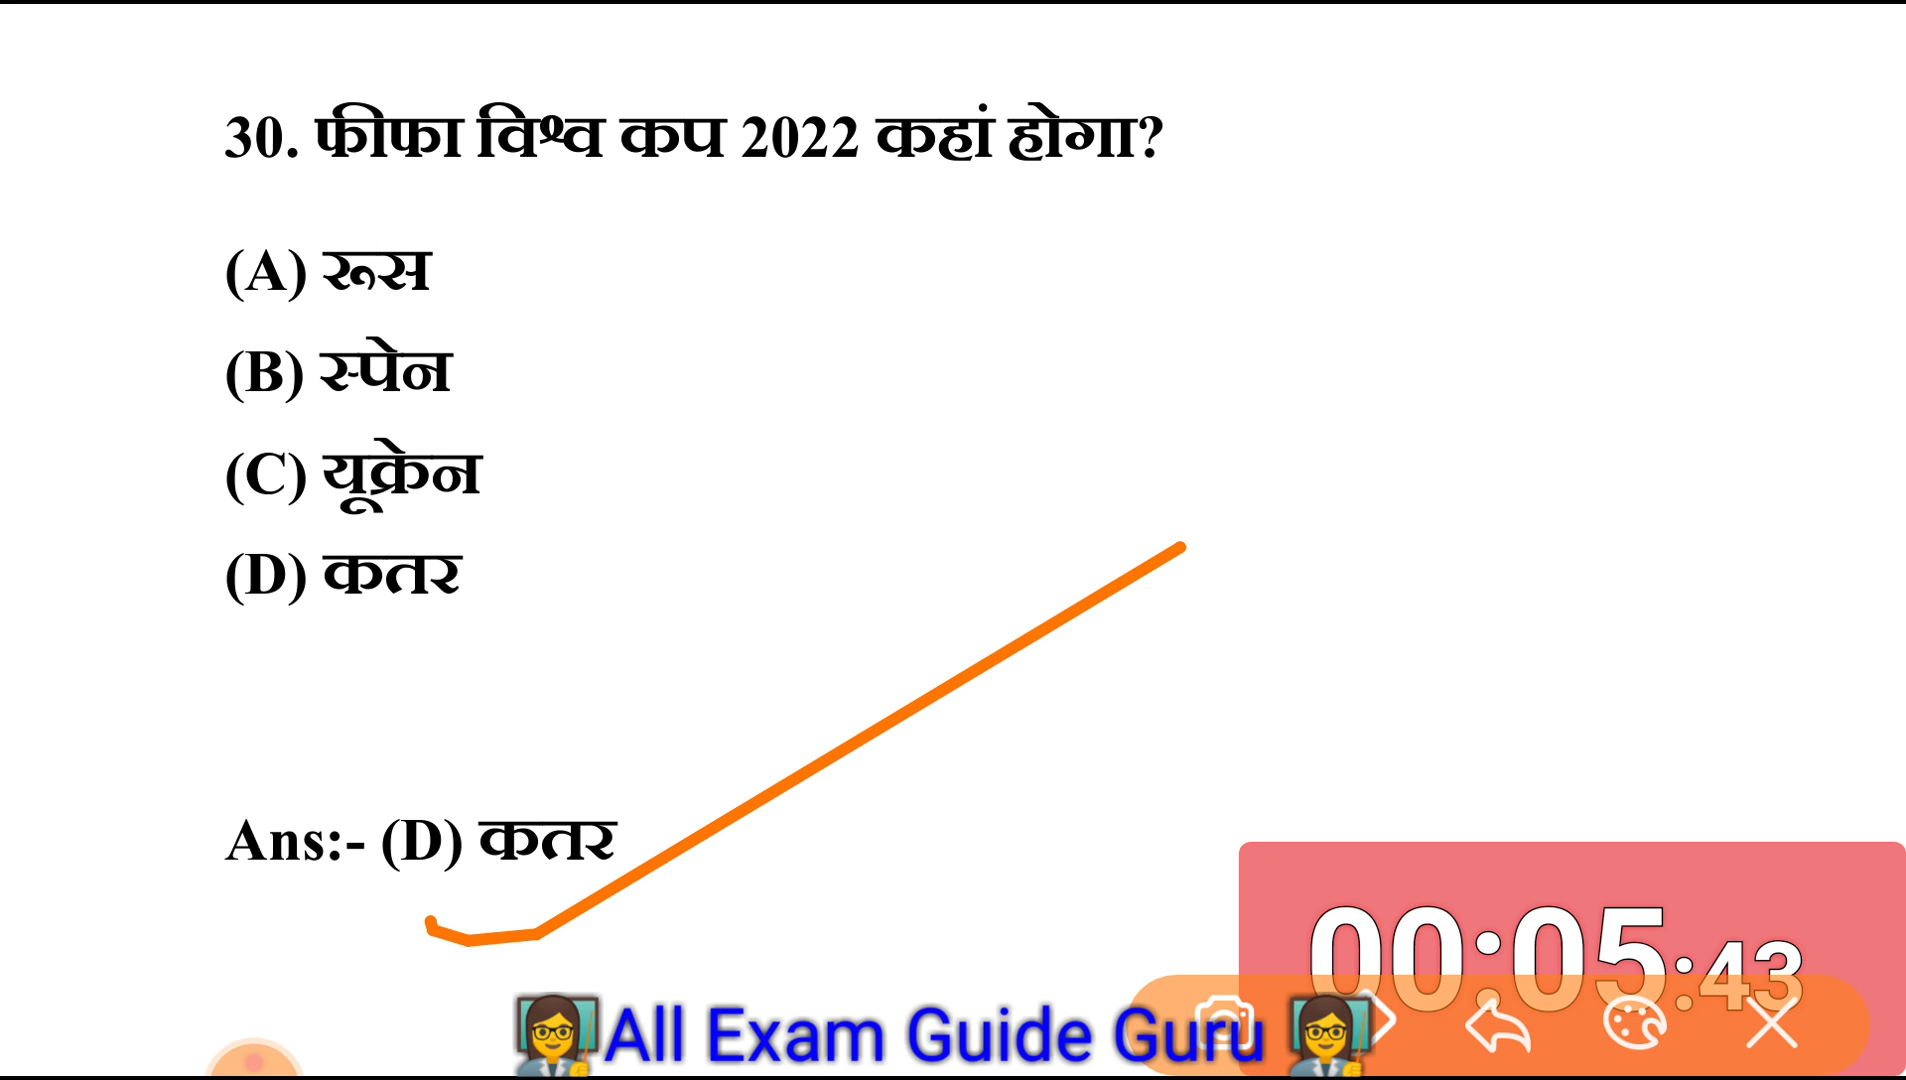 30. फीफा विश्व कप 2022 कहां होगा?
(A) रूस
(B) स्पेन
(C) यूक्रेन
(D) कतर
Ans:- (D) कतर
00:05:43
All Exam Guide Guru